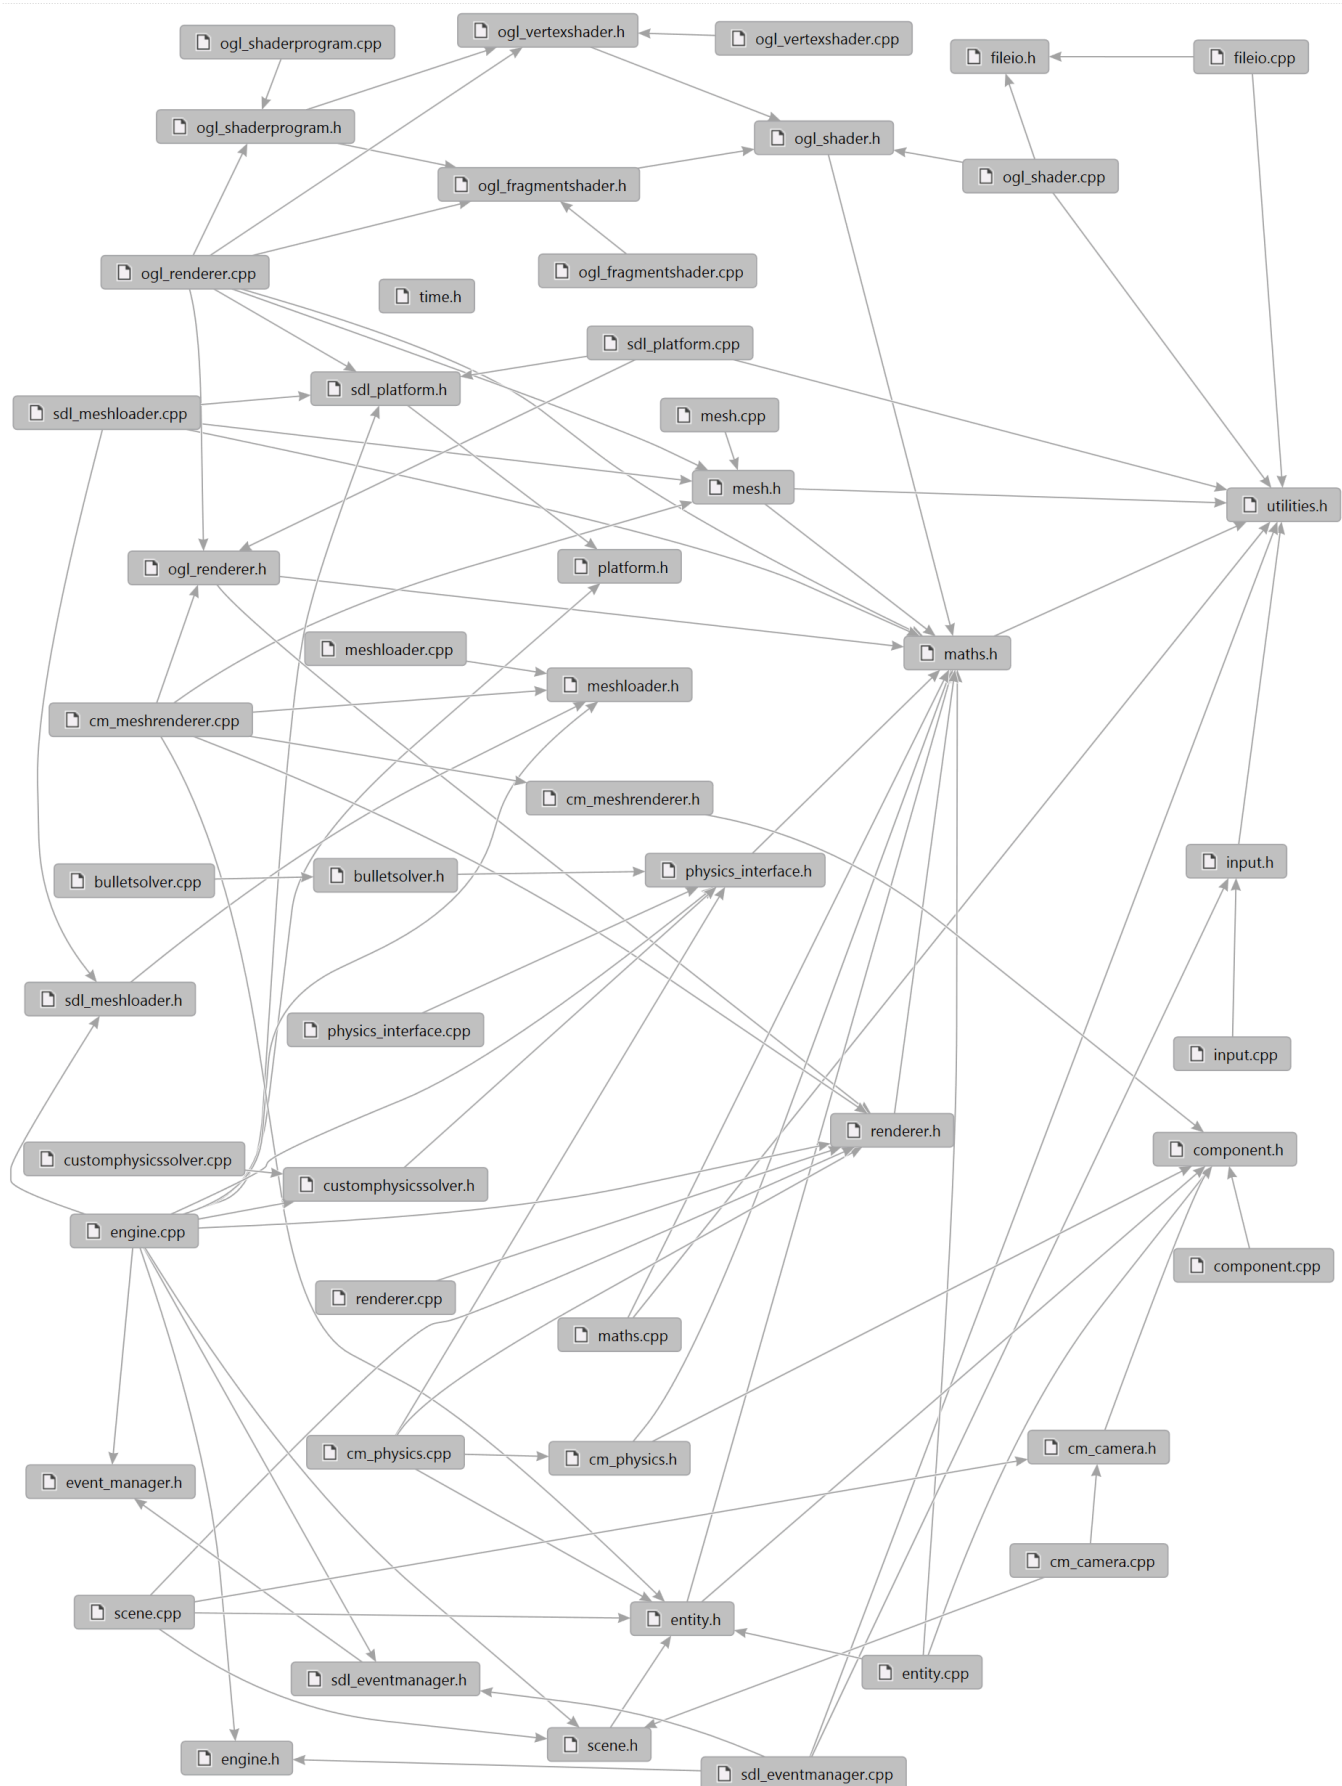 ogl_shaderprogram.cpp
ogl_vertexshader.h
ogl_vertexshader.cpp
fileio.h
fileio.cpp
ogl_shaderprogram.h
ogl_shader.h
ogl_fragmentshader.h
ogl_shader.cpp
ogl_renderer.cpp
ogl_fragmentshader.cpp
time.h
sdl_platform.cpp
sdl_platform.h
sdl_meshloader.cpp
mesh.cpp
mesh.h
utilities.h
ogl_renderer.h
platform.h
meshloader.cpp
maths.h
meshloader.h
cm_meshrenderer.cpp
cm_meshrenderer.h
bulletsolver.cpp
bulletsolver.h
physics_interface.h
input.h
sdl_meshloader.h
physics_interface.cpp
input.cpp
renderer.h
customphysicssolver.cpp
component.h
customphysicssolver.h
engine.cpp
component.cpp
renderer.cpp
maths.cpp
cm_physics.cpp
cm_physics.h
cm_camera.h
event_manager.h
cm_camera.cpp
scene.cpp
entity.h
sdl_eventmanager.h
entity.cpp
engine.h
scene.h
sdl_eventmanager.cpp